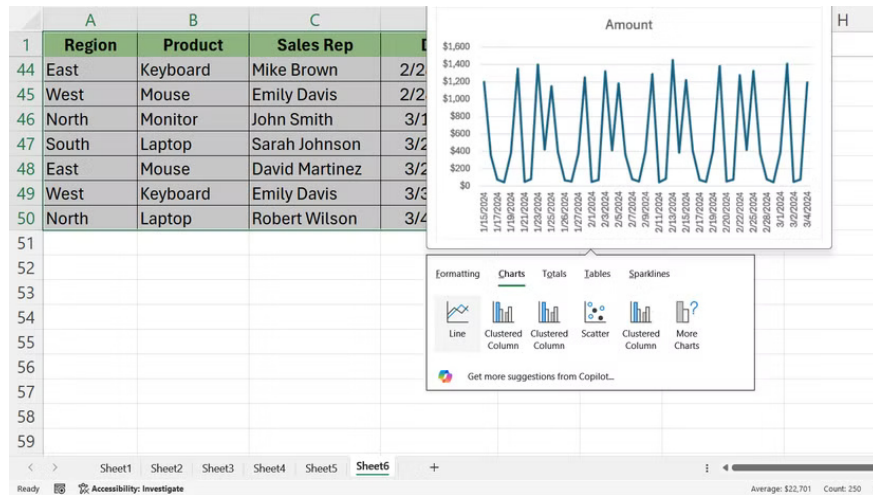 A B C H
Amount
1 Region Product Sales Rep D
44 East Keyboard Mike Brown 2/2
45 West Mouse Emily Davis 2/2
46 North Monitor John Smith 3/1
47 South Laptop Sarah Johnson 3/2
48 East Mouse David Martinez 3/2
49 West Keyboard Emily Davis 3/3
50 North Laptop Robert Wilson 3/4
51
52
53
54
55
56
57
58
59
$1,600
$1,400
$1,200
$1,000
$800
$600
$400
$200
$0
1/15/2024
1/17/2024
1/19/2024
1/21/2024
1/23/2024
1/25/2024
1/26/2024
1/27/2024
2/1/2024
2/3/2024
2/5/2024
2/7/2024
2/9/2024
2/11/2024
2/13/2024
2/15/2024
2/17/2024
2/19/2024
2/20/2024
2/22/2024
2/25/2024
2/28/2024
3/1/2024
3/2/2024
3/4/2024
Formatting Charts Totals Tables Sparklines
Line Clustered Column Clustered Column Scatter Clustered Column More Charts
Get more suggestions from Copilot...
Sheet1 Sheet2 Sheet3 Sheet4 Sheet5 Sheet6 +
Ready Accessibility: Investigate Average: $22,701 Count: 250